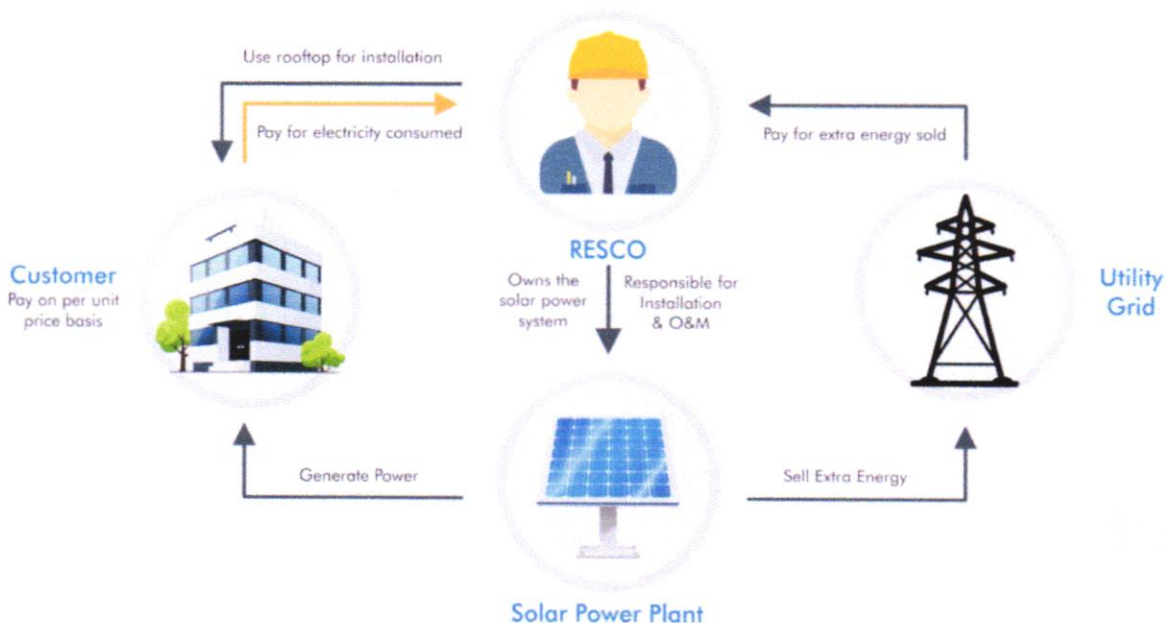 Use rooftop for installation
Pay for electricity consumed
Pay for extra energy sold
RESCO
Owns the
solar power
system
Responsible for
Installation
& O&M
Customer
Pay on per unit
price basis
Utility
Grid
Generate Power
Sell Extra Energy
Solar Power Plant